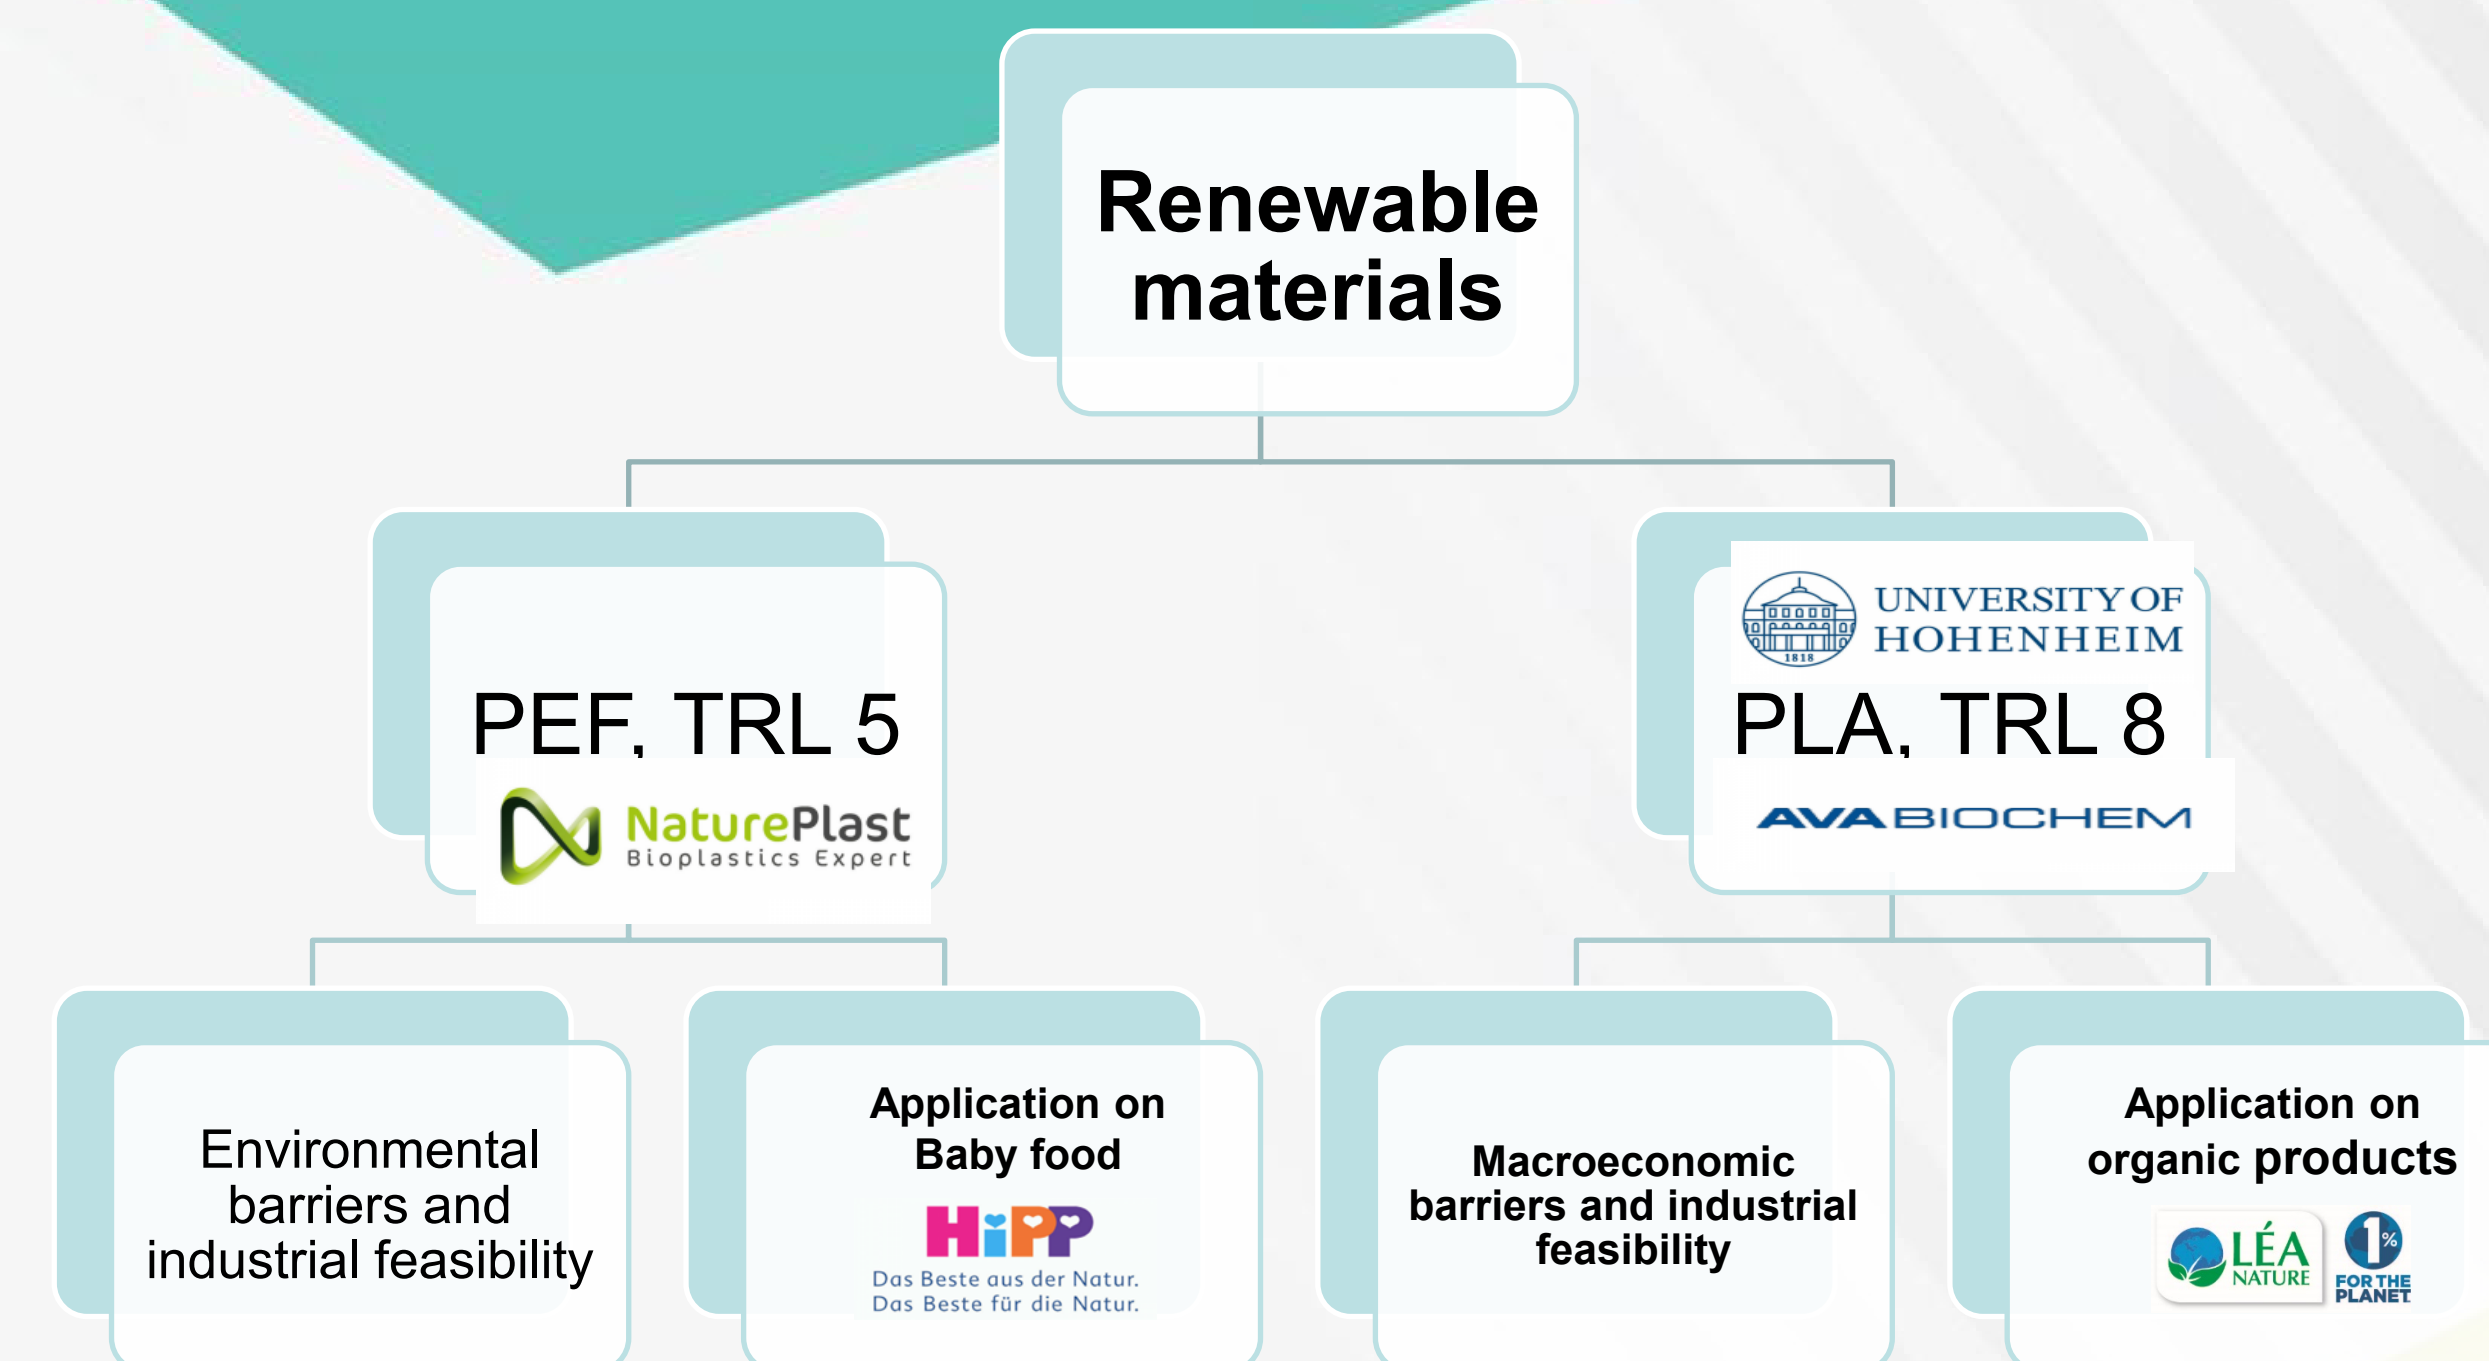 Renewable
materials
PEF, TRL 5
NaturePlast
Bioplastics Expert
UNIVERSITY OF
HOHENHEIM
1818
PLA, TRL 8
AVABIOCHEM
Environmental
barriers and
industrial feasibility
Application on
Baby food
HiPP
Das Beste aus der Natur.
Das Beste für die Natur.
Macroeconomic
barriers and industrial
feasibility
Application on
organic products
LÉA
NATURE
1%
FOR THE
PLANET